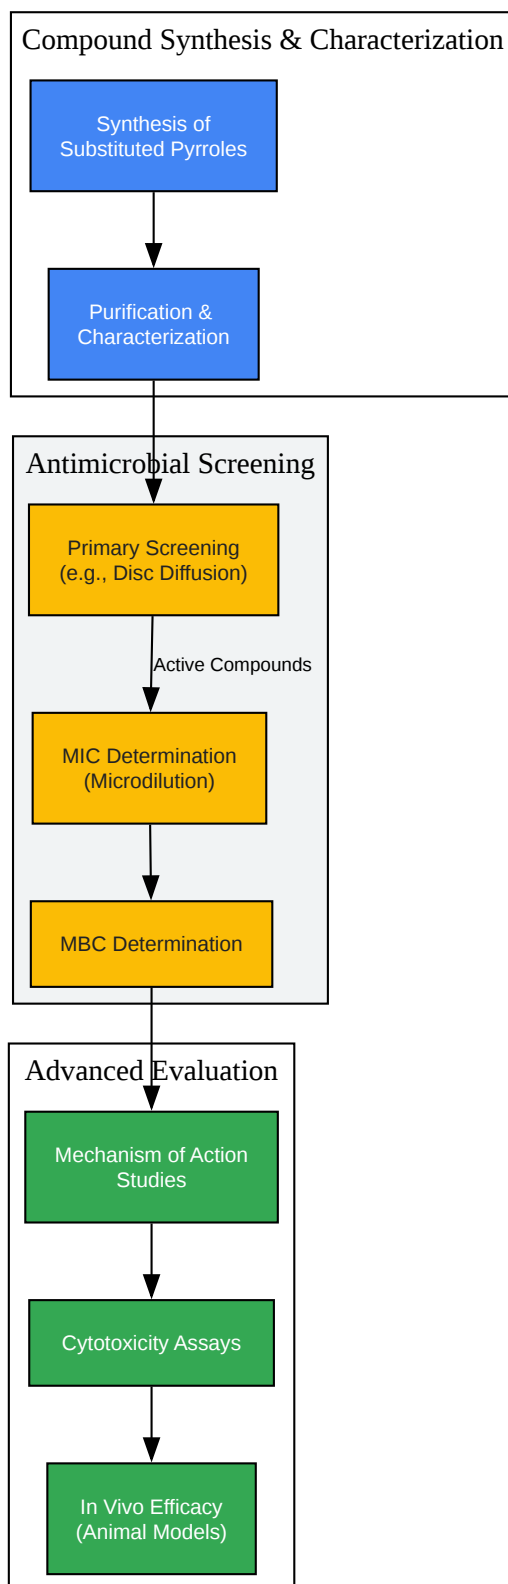 Compound Synthesis & Characterization
Synthesis of
Substituted Pyrroles
Purification &
Characterization
Antimicrobial Screening
Primary Screening
(e.g., Disc Diffusion)
Active Compounds
MIC Determination
(Microdilution)
MBC Determination
Advanced Evaluation
Mechanism of Action
Studies
Cytotoxicity Assays
In Vivo Efficacy
(Animal Models)